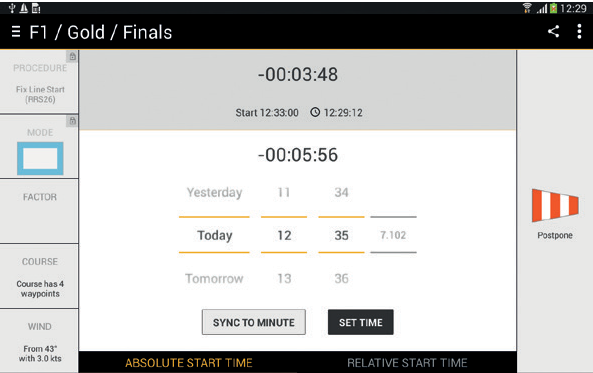 12:29
F1 / Gold / Finals
PROCEDURE
Fix Line Start
(RRS26)
MODE
FACTOR
COURSE
Course has 4
waypoints
WIND
From 43°
with 3.0 kts
-00:03:48
Start 12:33:00 12:29:12
-00:05:56
Yesterday 11 34
Today 12 35 7.102
Tomorrow 13 36
SYNC TO MINUTE SET TIME
ABSOLUTE START TIME RELATIVE START TIME
Postpone